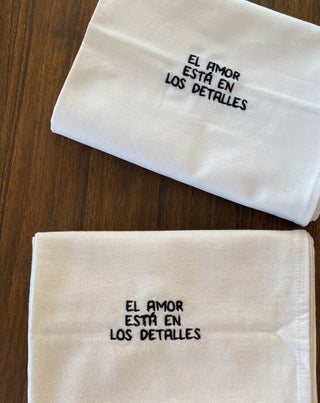 EL AMOR
ESTÁ EN
LOS DETALLES
EL AMOR
ESTÁ EN
LOS DETALLES